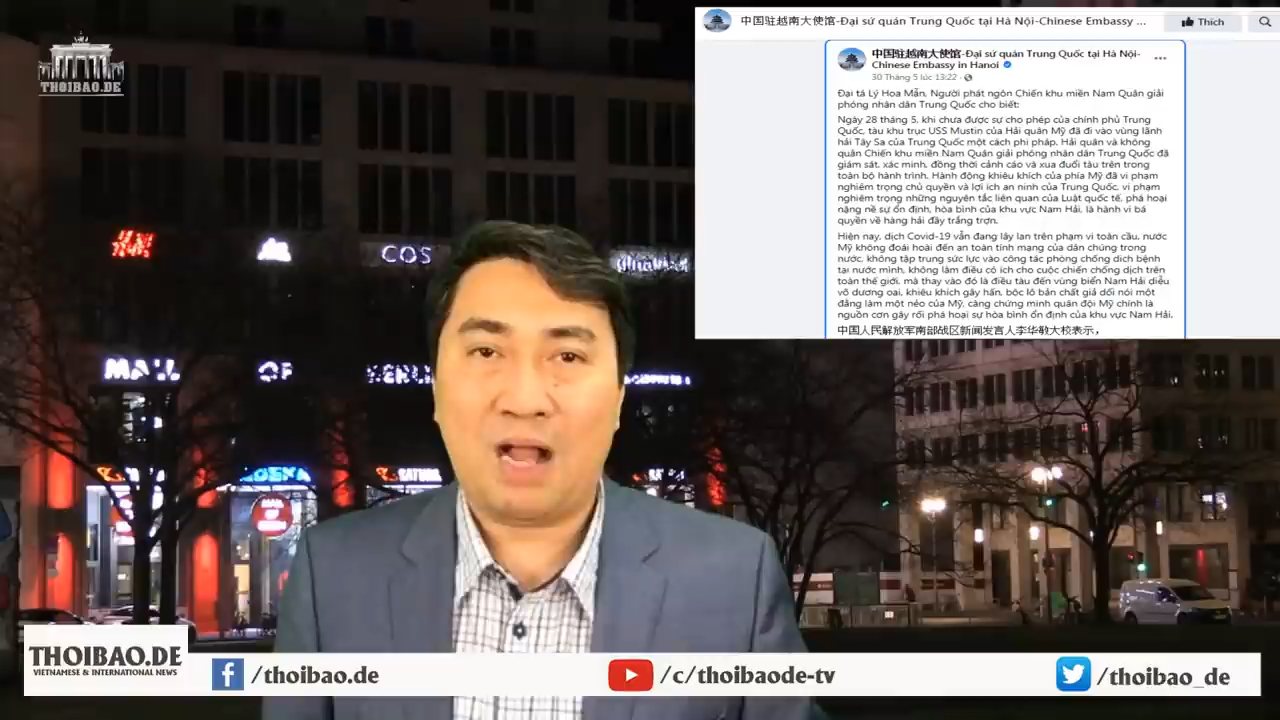 THOIBAO.DE
中国驻越南大使馆-Đại sứ quán Trung Quốc tại Hà Nội-Chinese Embassy ...
Thích
中国驻越南大使馆-Đại sứ quán Trung Quốc tại Hà Nội-
Chinese Embassy in Hanoi
30 Tháng 5 lúc 13:22
Đại tá Lý Hoa Mẫn, Người phát ngôn Chiến khu miền Nam Quân giải
phóng nhân dân Trung Quốc cho biết:
Ngày 28 tháng 5, khi chưa được sự cho phép của chính phủ Trung
Quốc, tàu khu trục USS Mustin của Hải quân Mỹ đã đi vào vùng lãnh
hải Tây Sa của Trung Quốc một cách phi pháp. Hải quân và không
quân Chiến khu miền Nam Quân giải phóng nhân dân Trung Quốc đã
giám sát, xác minh, đồng thời cảnh cáo và xua đuổi tàu trên trong
toàn bộ hành trình. Hành động khiêu khích của phía Mỹ đã vi phạm
nghiêm trọng chủ quyền và lợi ích an ninh của Trung Quốc, vi phạm
nghiêm trọng những nguyên tắc liên quan của Luật quốc tế, phá hoại
nặng nề sự ổn định, hòa bình của khu vực Nam Hải, là hành vi bá
quyền về hàng hải đầy trắng trợn.
Hiện nay, dịch Covid-19 vẫn đang lây lan trên phạm vi toàn cầu, nước
Mỹ không đoái hoài đến an toàn tính mạng của dân chúng trong
nước, không tập trung sức lực vào công tác phòng chống dịch bệnh
tại nước mình, không làm điều có ích cho cuộc chiến chống dịch trên
toàn thế giới, mà thay vào đó là điều tàu đến vùng biển Nam Hải diễu
võ dương oai, khiêu khích gây hấn, bộc lộ bản chất giả dối nói một
đằng làm một nẻo của Mỹ, càng chứng minh quân đội Mỹ chính là
nguồn cơn gây rối phá hoại sự hòa bình ổn định của khu vực Nam Hải.
中国人民解放军南部战区新闻发言人李华敏大校表示，
H&M
COS
MALL OF BERLIN
EDEKA
THOIBAO.DE
VIETNAMESE & INTERNATIONAL NEWS
/thoibao.de
/c/thoibaode-tv
/thoibao_de